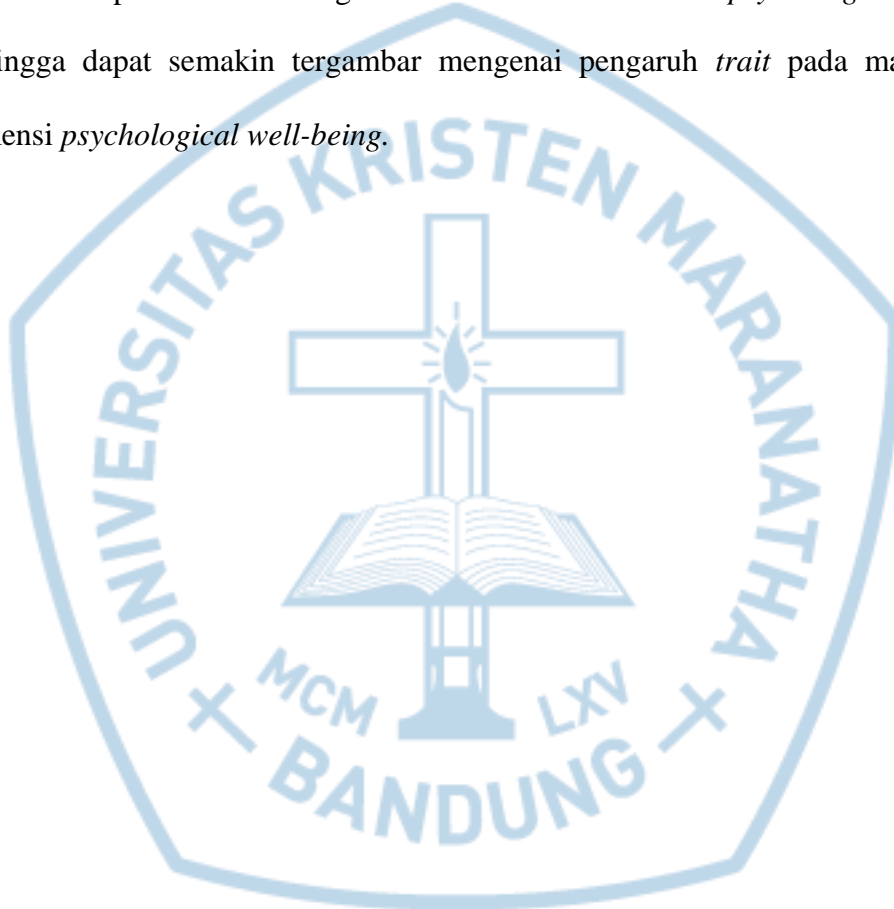 ingga dapat semakin tergambar mengenai pengaruh trait pada ma
ensi psychological well-being.
UNIVERSITAS KRISTEN MARANATHA
MCM LXV
BANDUNG